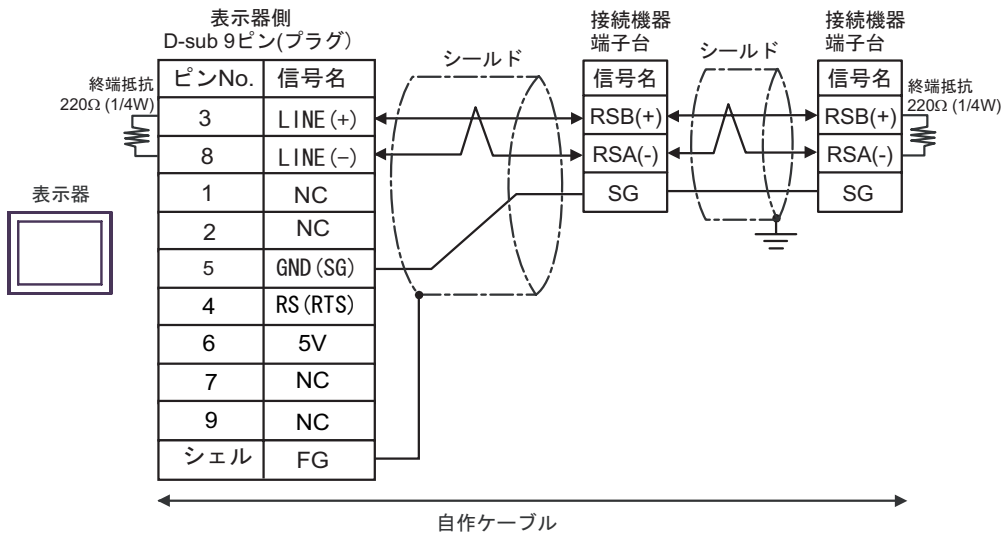 表示器側
D-sub 9ピン(プラグ)
接続機器
端子台
接続機器
端子台
シールド
シールド
終端抵抗
220Ω (1/4W)
ピンNo. 信号名
信号名
信号名
終端抵抗
220Ω (1/4W)
3 LINE(+)
RSB(+)
RSB(+)
8 LINE(−)
RSA(-)
RSA(-)
表示器
1 NC
SG
SG
2 NC
5 GND(SG)
4 RS(RTS)
6 5V
7 NC
9 NC
シェル FG
自作ケーブル